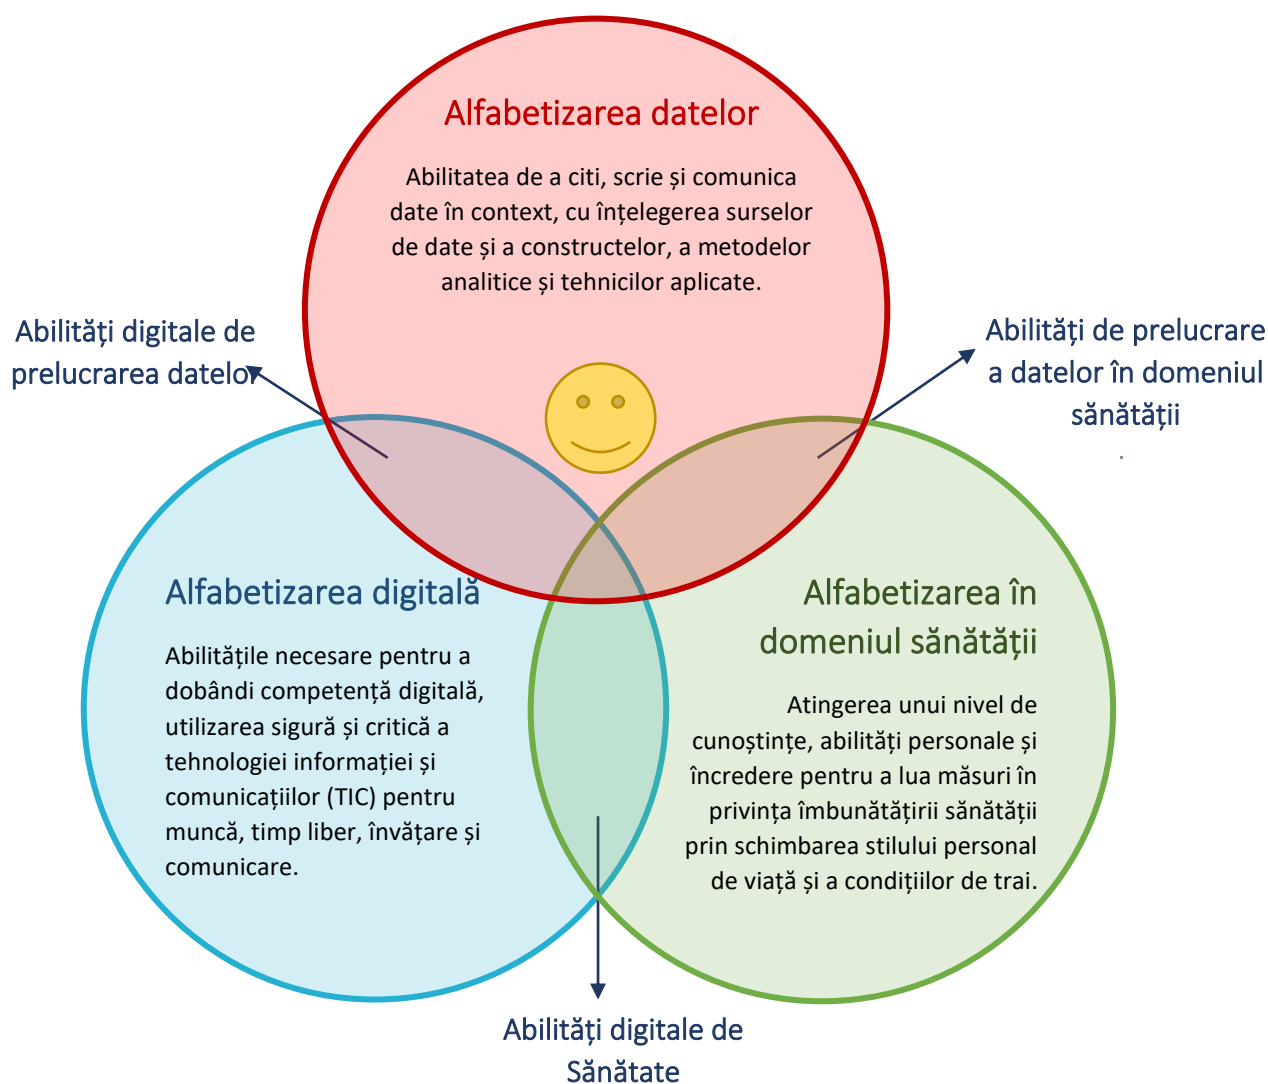 Alfabetizarea datelor
Abilitatea de a citi, scrie și comunica
date în context, cu înțelegerea surselor
de date și a constructelor, a metodelor
analitice și tehnicilor aplicate.
Abilități digitale de
prelucrarea datelor
Abilități de prelucrare
a datelor în domeniul
sănătății
.
Alfabetizarea digitală
Abilitățile necesare pentru a
dobândi competență digitală,
utilizarea sigură și critică a
tehnologiei informației și
comunicațiilor (TIC) pentru
muncă, timp liber, învățare și
comunicare.
Alfabetizarea în
domeniul sănătății
Atingerea unui nivel de
cunoștințe, abilități personale și
încredere pentru a lua măsuri în
privința îmbunătățirii sănătății
prin schimbarea stilului personal
de viață și a condițiilor de trai.
Abilități digitale de
Sănătate